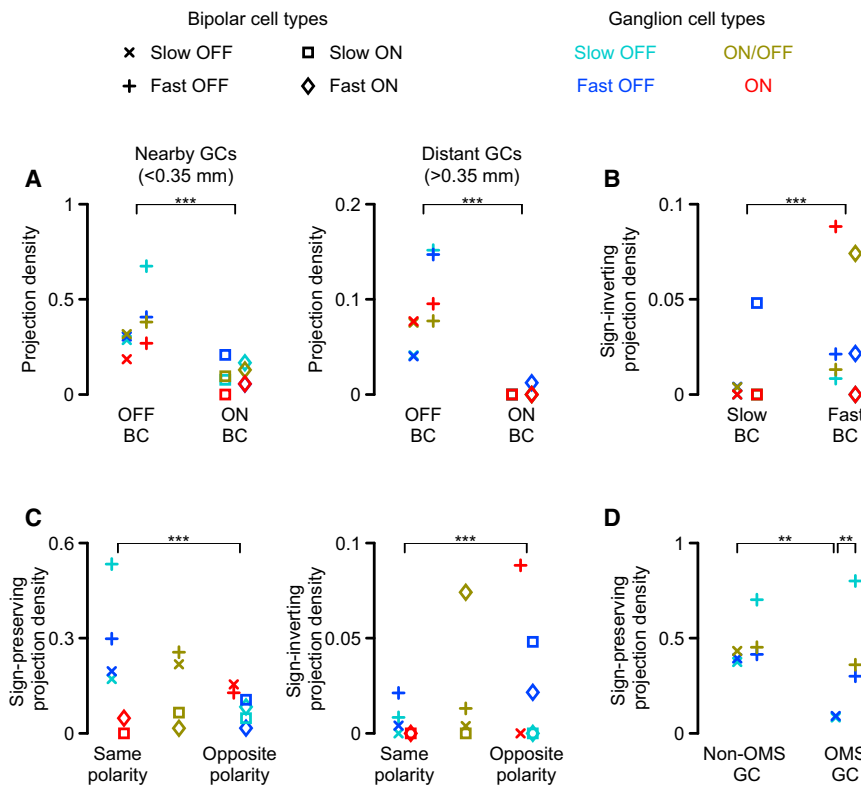 Bipolar cell types
Ganglion cell types
Slow OFF
Slow ON
Slow OFF
ON/OFF
Fast OFF
Fast ON
Fast OFF
ON
A
Nearby GCs
(<0.35 mm)
***
Projection density
1
0.5
0
OFF
BC
ON
BC
Distant GCs
(>0.35 mm)
***
Projection density
0.2
0.1
0
OFF
BC
ON
BC
B
***
Sign-inverting
projection density
0.1
0.05
0
Slow
BC
Fast
BC
C
***
Sign-preserving
projection density
0.6
0.3
0
Same
polarity
Opposite
polarity
***
Sign-inverting
projection density
0.1
0.05
0
Same
polarity
Opposite
polarity
D
**
**
Sign-preserving
projection density
1
0.5
0
Non-OMS
GC
OMS
GC